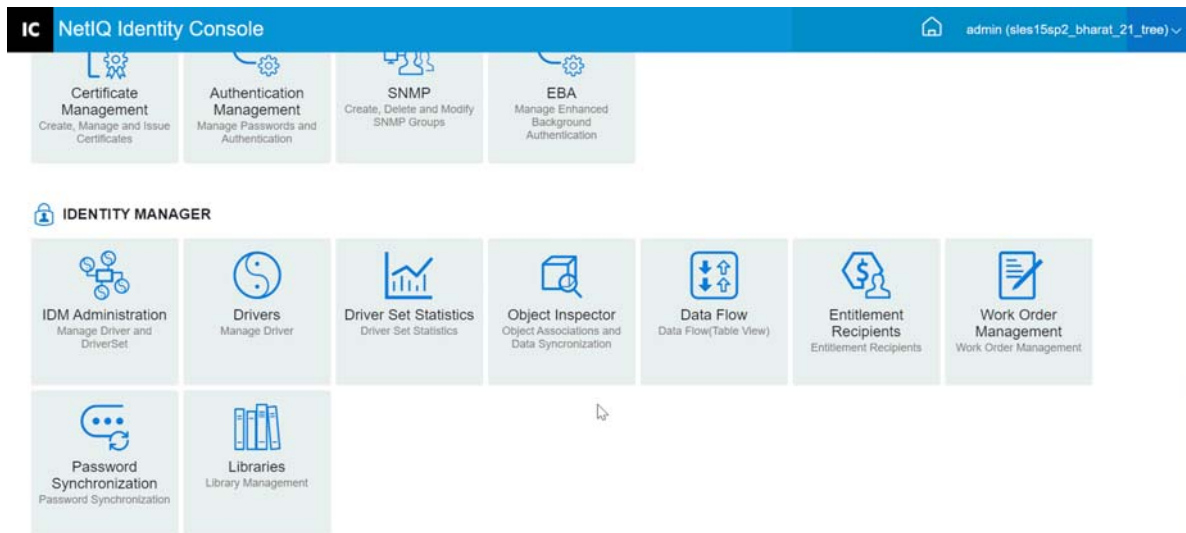 IC NetIQ Identity Console
admin (sles15sp2_bharat_21_tree)
Certificate
Management
Create, Manage and Issue
Certificates
Authentication
Management
Manage Passwords and
Authentication
SNMP
Create, Delete and Modify
SNMP Groups
EBA
Manage Enhanced
Background
Authentication
IDENTITY MANAGER
IDM Administration
Manage Driver and
DriverSet
Drivers
Manage Driver
Driver Set Statistics
Driver Set Statistics
Object Inspector
Object Associations and
Data Syncronization
Data Flow
Data Flow(Table View)
Entitlement
Recipients
Entitlement Recipients
Work Order
Management
Work Order Management
Password
Synchronization
Password Synchronization
Libraries
Library Management